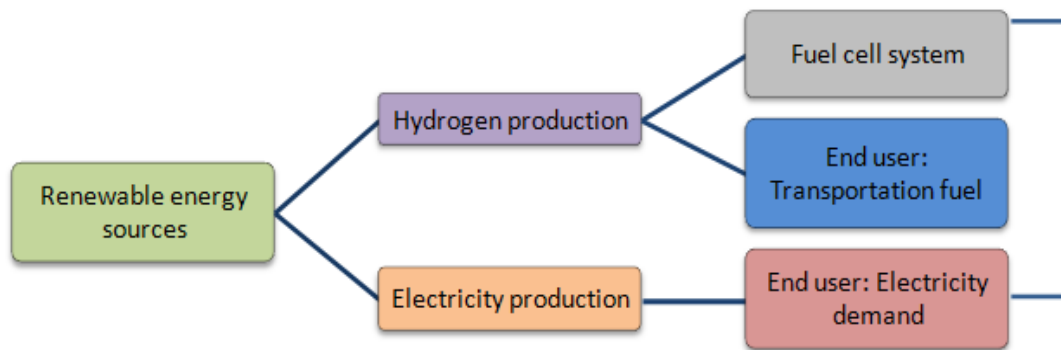 Fuel cell system
Hydrogen production
End user:
Transportation fuel
Renewable energy
sources
Electricity production
End user: Electricity
demand